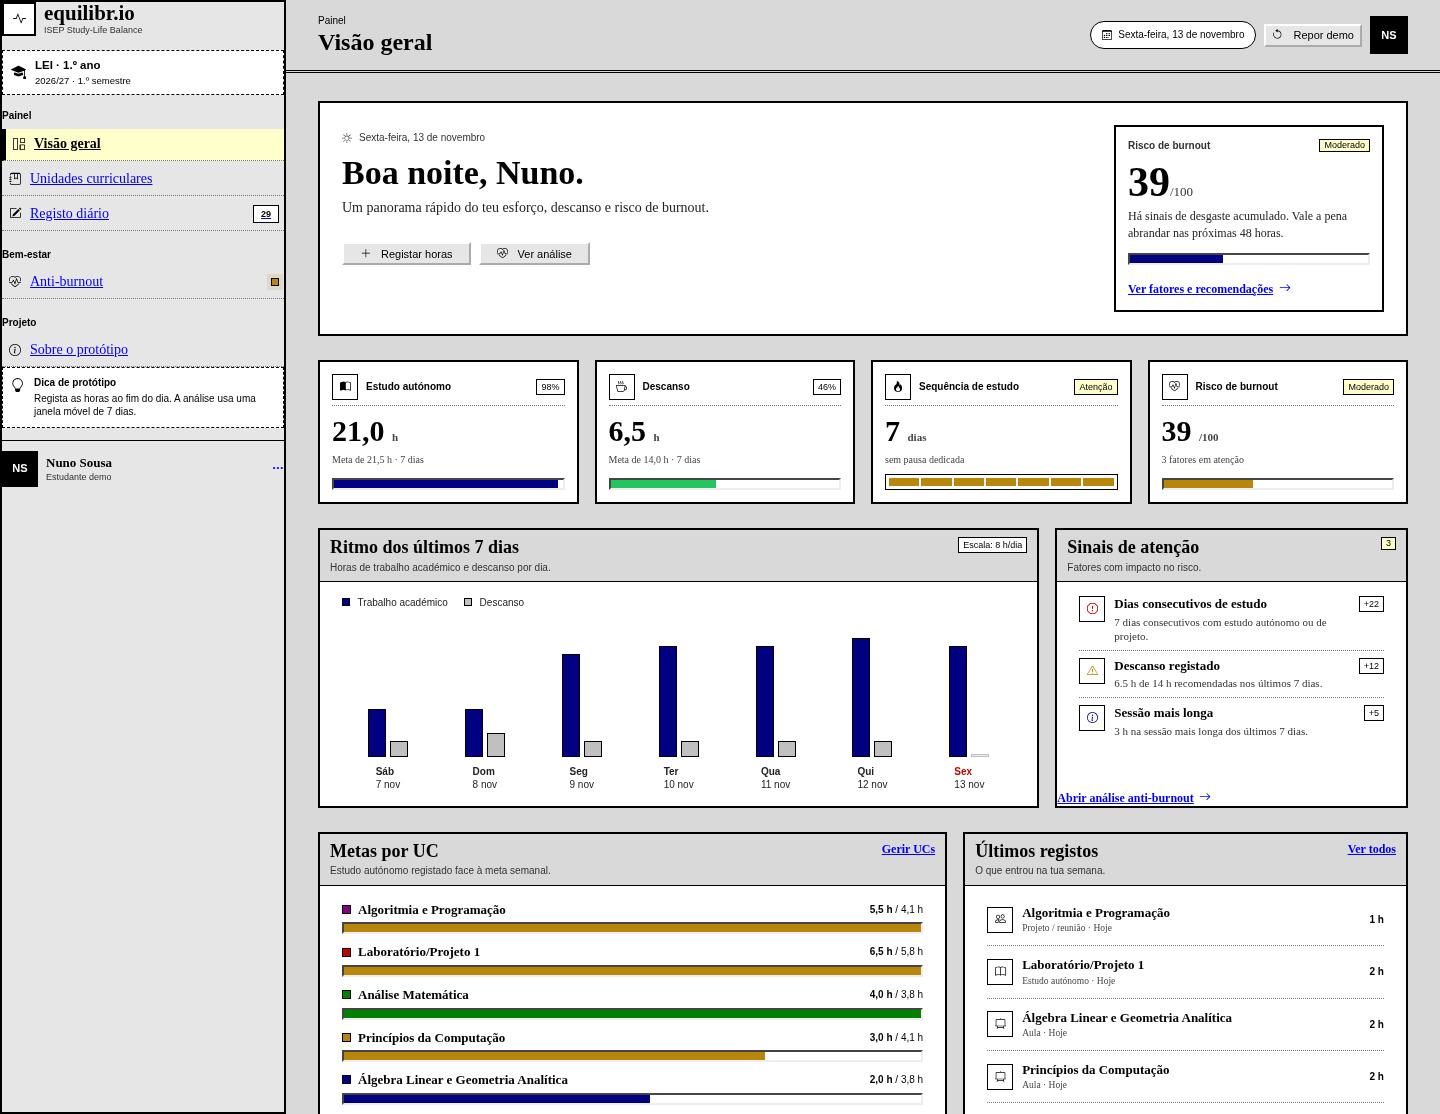 equilibr.io
ISEP Study-Life Balance
LEI · 1.º ano
2026/27 · 1.º semestre
Painel
Visão geral
Unidades curriculares
Registo diário
29
Bem-estar
Anti-burnout
Projeto
Sobre o protótipo
Dica de protótipo
Regista as horas ao fim do dia. A análise usa uma
janela móvel de 7 dias.
NS
Nuno Sousa
Estudante demo
Painel
Visão geral
Sexta-feira, 13 de novembro
Repor demo
NS
Sexta-feira, 13 de novembro
Boa noite, Nuno.
Um panorama rápido do teu esforço, descanso e risco de burnout.
Registar horas
Ver análise
Risco de burnout
Moderado
39/100
Há sinais de desgaste acumulado. Vale a pena
abrandar nas próximas 48 horas.
Ver fatores e recomendações
Estudo autónomo
98%
21,0 h
Meta de 21,5 h · 7 dias
Descanso
46%
6,5 h
Meta de 14,0 h · 7 dias
Sequência de estudo
Atenção
7 dias
sem pausa dedicada
Risco de burnout
Moderado
39 /100
3 fatores em atenção
Ritmo dos últimos 7 dias
Horas de trabalho académico e descanso por dia.
Escala: 8 h/dia
Trabalho académico
Descanso
Sáb
7 nov
Dom
8 nov
Seg
9 nov
Ter
10 nov
Qua
11 nov
Qui
12 nov
Sex
13 nov
Sinais de atenção
3
Fatores com impacto no risco.
Dias consecutivos de estudo
+22
7 dias consecutivos com estudo autónomo ou de
projeto.
Descanso registado
+12
6.5 h de 14 h recomendadas nos últimos 7 dias.
Sessão mais longa
+5
3 h na sessão mais longa dos últimos 7 dias.
Abrir análise anti-burnout
Metas por UC
Gerir UCs
Estudo autónomo registado face à meta semanal.
Algoritmia e Programação
5,5 h / 4,1 h
Laboratório/Projeto 1
6,5 h / 5,8 h
Análise Matemática
4,0 h / 3,8 h
Princípios da Computação
3,0 h / 4,1 h
Álgebra Linear e Geometria Analítica
2,0 h / 3,8 h
Últimos registos
Ver todos
O que entrou na tua semana.
Algoritmia e Programação
Projeto / reunião · Hoje
1 h
Laboratório/Projeto 1
Estudo autónomo · Hoje
2 h
Álgebra Linear e Geometria Analítica
Aula · Hoje
2 h
Princípios da Computação
Aula · Hoje
2 h